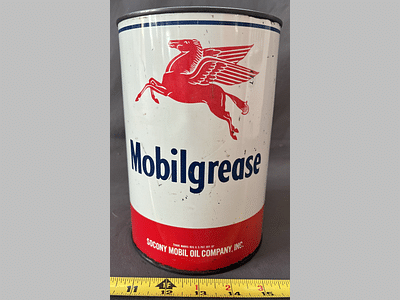 Mobilgrease
SOCONY MOBIL OIL COMPANY, INC.
11 12 13 14 15